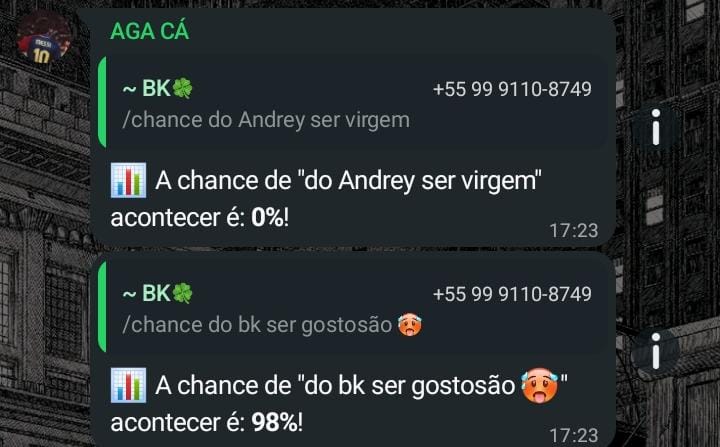 AGA CÁ
~ BK🍀 +55 99 9110-8749
/chance do Andrey ser virgem
📊 A chance de "do Andrey ser virgem"
acontecer é: 0%!
17:23
~ BK🍀 +55 99 9110-8749
/chance do bk ser gostosão 🥵
📊 A chance de "do bk ser gostosão 🥵"
acontecer é: 98%!
17:23